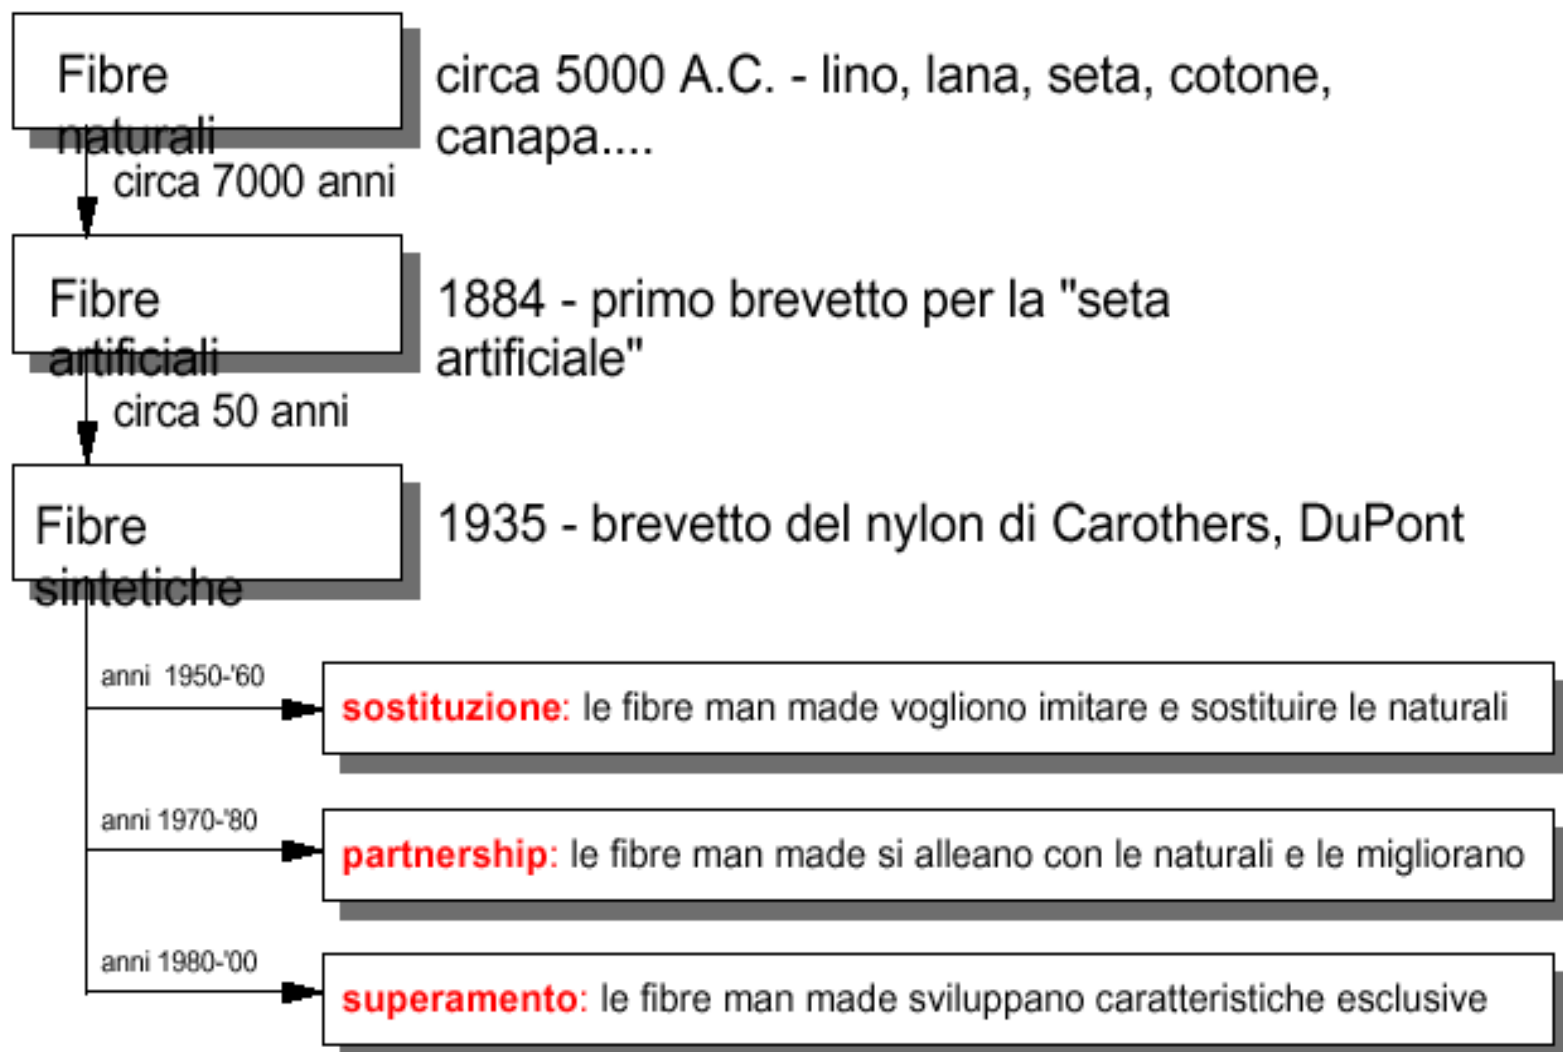 Fibre
naturali
circa 5000 A.C. - lino, lana, seta, cotone,
canapa....
circa 7000 anni
Fibre
artificiali
1884 - primo brevetto per la "seta
artificiale"
circa 50 anni
Fibre
sintetiche
1935 - brevetto del nylon di Carothers, DuPont
anni 1950-'60
sostituzione: le fibre man made vogliono imitare e sostituire le naturali
anni 1970-'80
partnership: le fibre man made si alleano con le naturali e le migliorano
anni 1980-'00
superamento: le fibre man made sviluppano caratteristiche esclusive